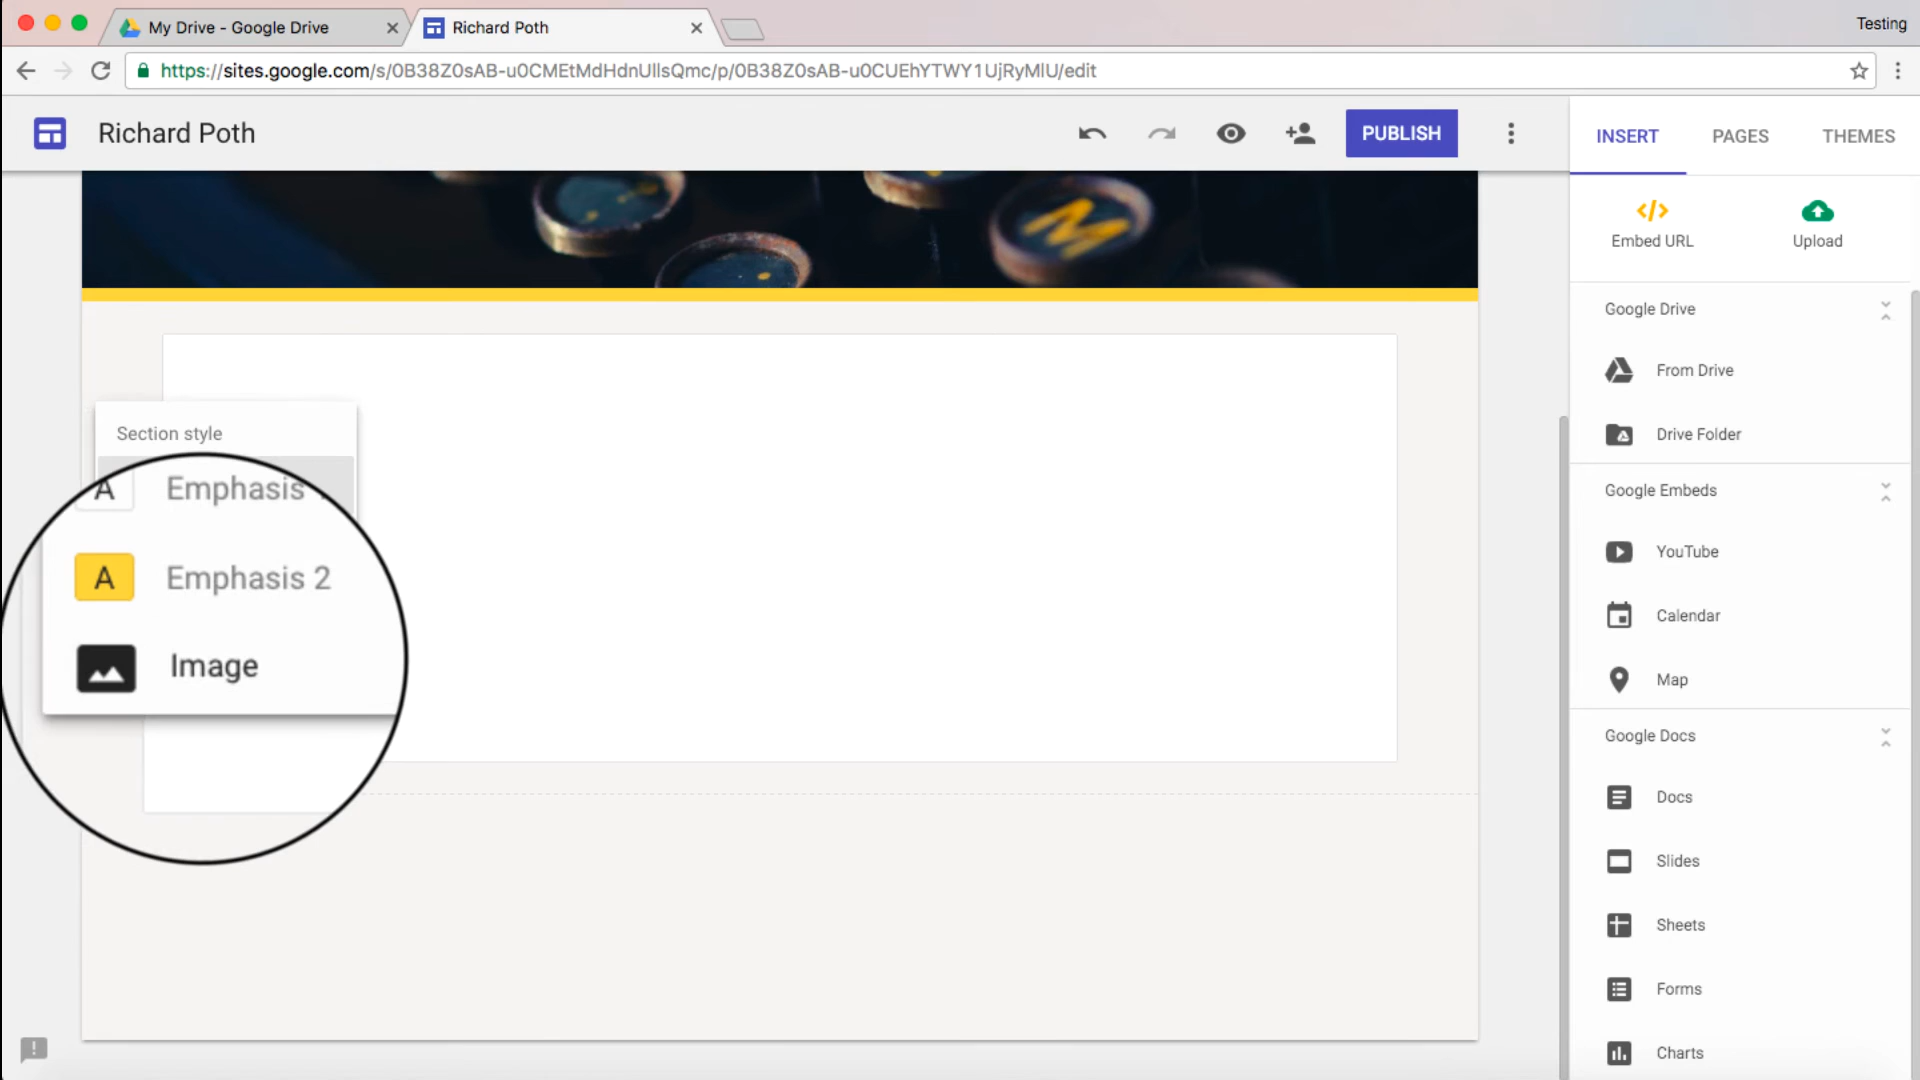 My Drive - Google Drive
Richard Poth
Testing
https://sites.google.com/s/0B38Z0sAB-u0CMEtMdHdnUllsQmc/p/0B38Z0sAB-u0CUEhYTWY1UjRyMlU/edit
Richard Poth
PUBLISH
INSERT
PAGES
THEMES
M
Embed URL
Upload
Google Drive
From Drive
Drive Folder
Google Embeds
YouTube
Calendar
Map
Google Docs
Docs
Slides
Sheets
Forms
Charts
Section style
A Emphasis
A Emphasis 2
Image